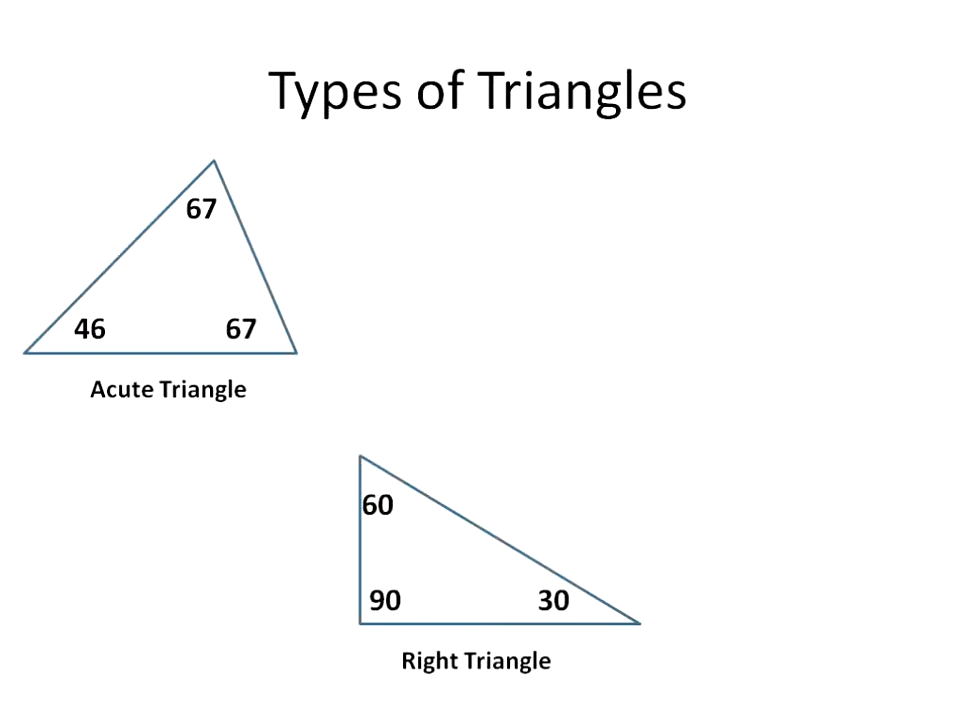 Types of Triangles
67
46 67
Acute Triangle
60
90 30
Right Triangle